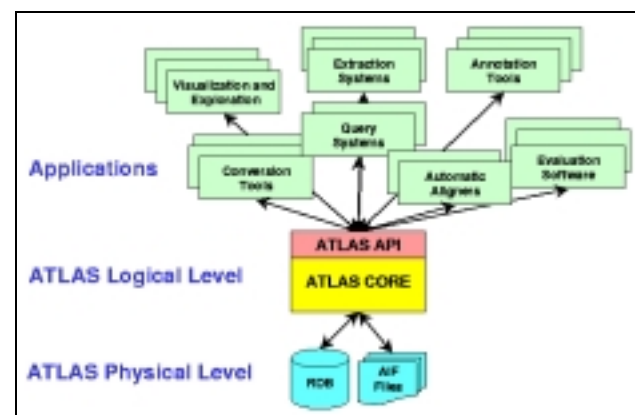 Visualization and
Exploration
Extraction
Systems
Annotation
Tools
Query
Systems
Applications
Conversion
Tools
Automatic
Aligners
Evaluation
Software
ATLAS API
ATLAS Logical Level
ATLAS CORE
ATLAS Physical Level
RDB
AIF
Files